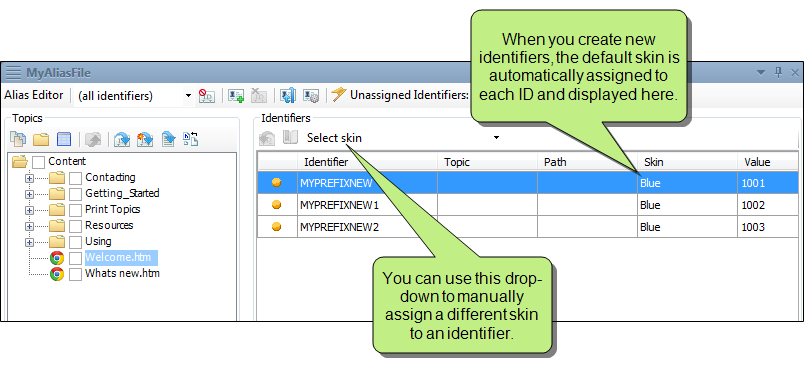 When you create new
identifiers, the default skin is
automatically assigned to
each ID and displayed here.
MyAliasFile
Alias Editor (all identifiers) Unassigned Identifiers:
Topics
Identifiers
Select skin
Identifier Topic Path Skin Value
MYPREFIXNEW Blue 1001
MYPREFIXNEW1 Blue 1002
MYPREFIXNEW2 Blue 1003
Content
Contacting
Getting_Started
Print Topics
Resources
Using
Welcome.htm
Whats new.htm
You can use this drop-
down to manually
assign a different skin
to an identifier.